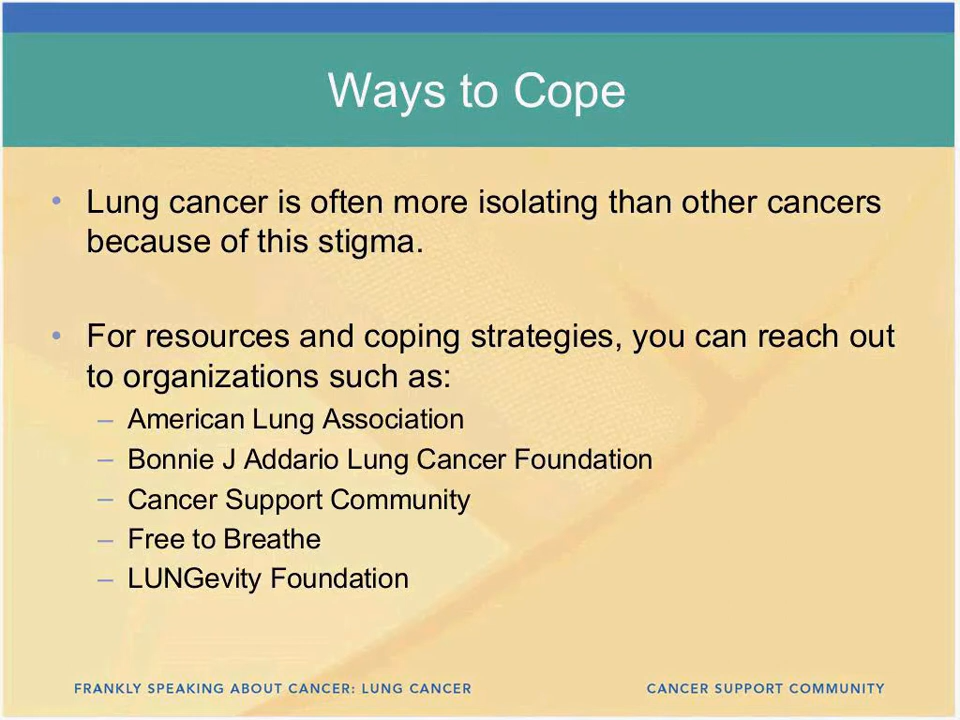 Ways to Cope
• Lung cancer is often more isolating than other cancers
because of this stigma.
• For resources and coping strategies, you can reach out
to organizations such as:
– American Lung Association
– Bonnie J Addario Lung Cancer Foundation
– Cancer Support Community
– Free to Breathe
– LUNGevity Foundation
FRANKLY SPEAKING ABOUT CANCER: LUNG CANCER
CANCER SUPPORT COMMUNITY